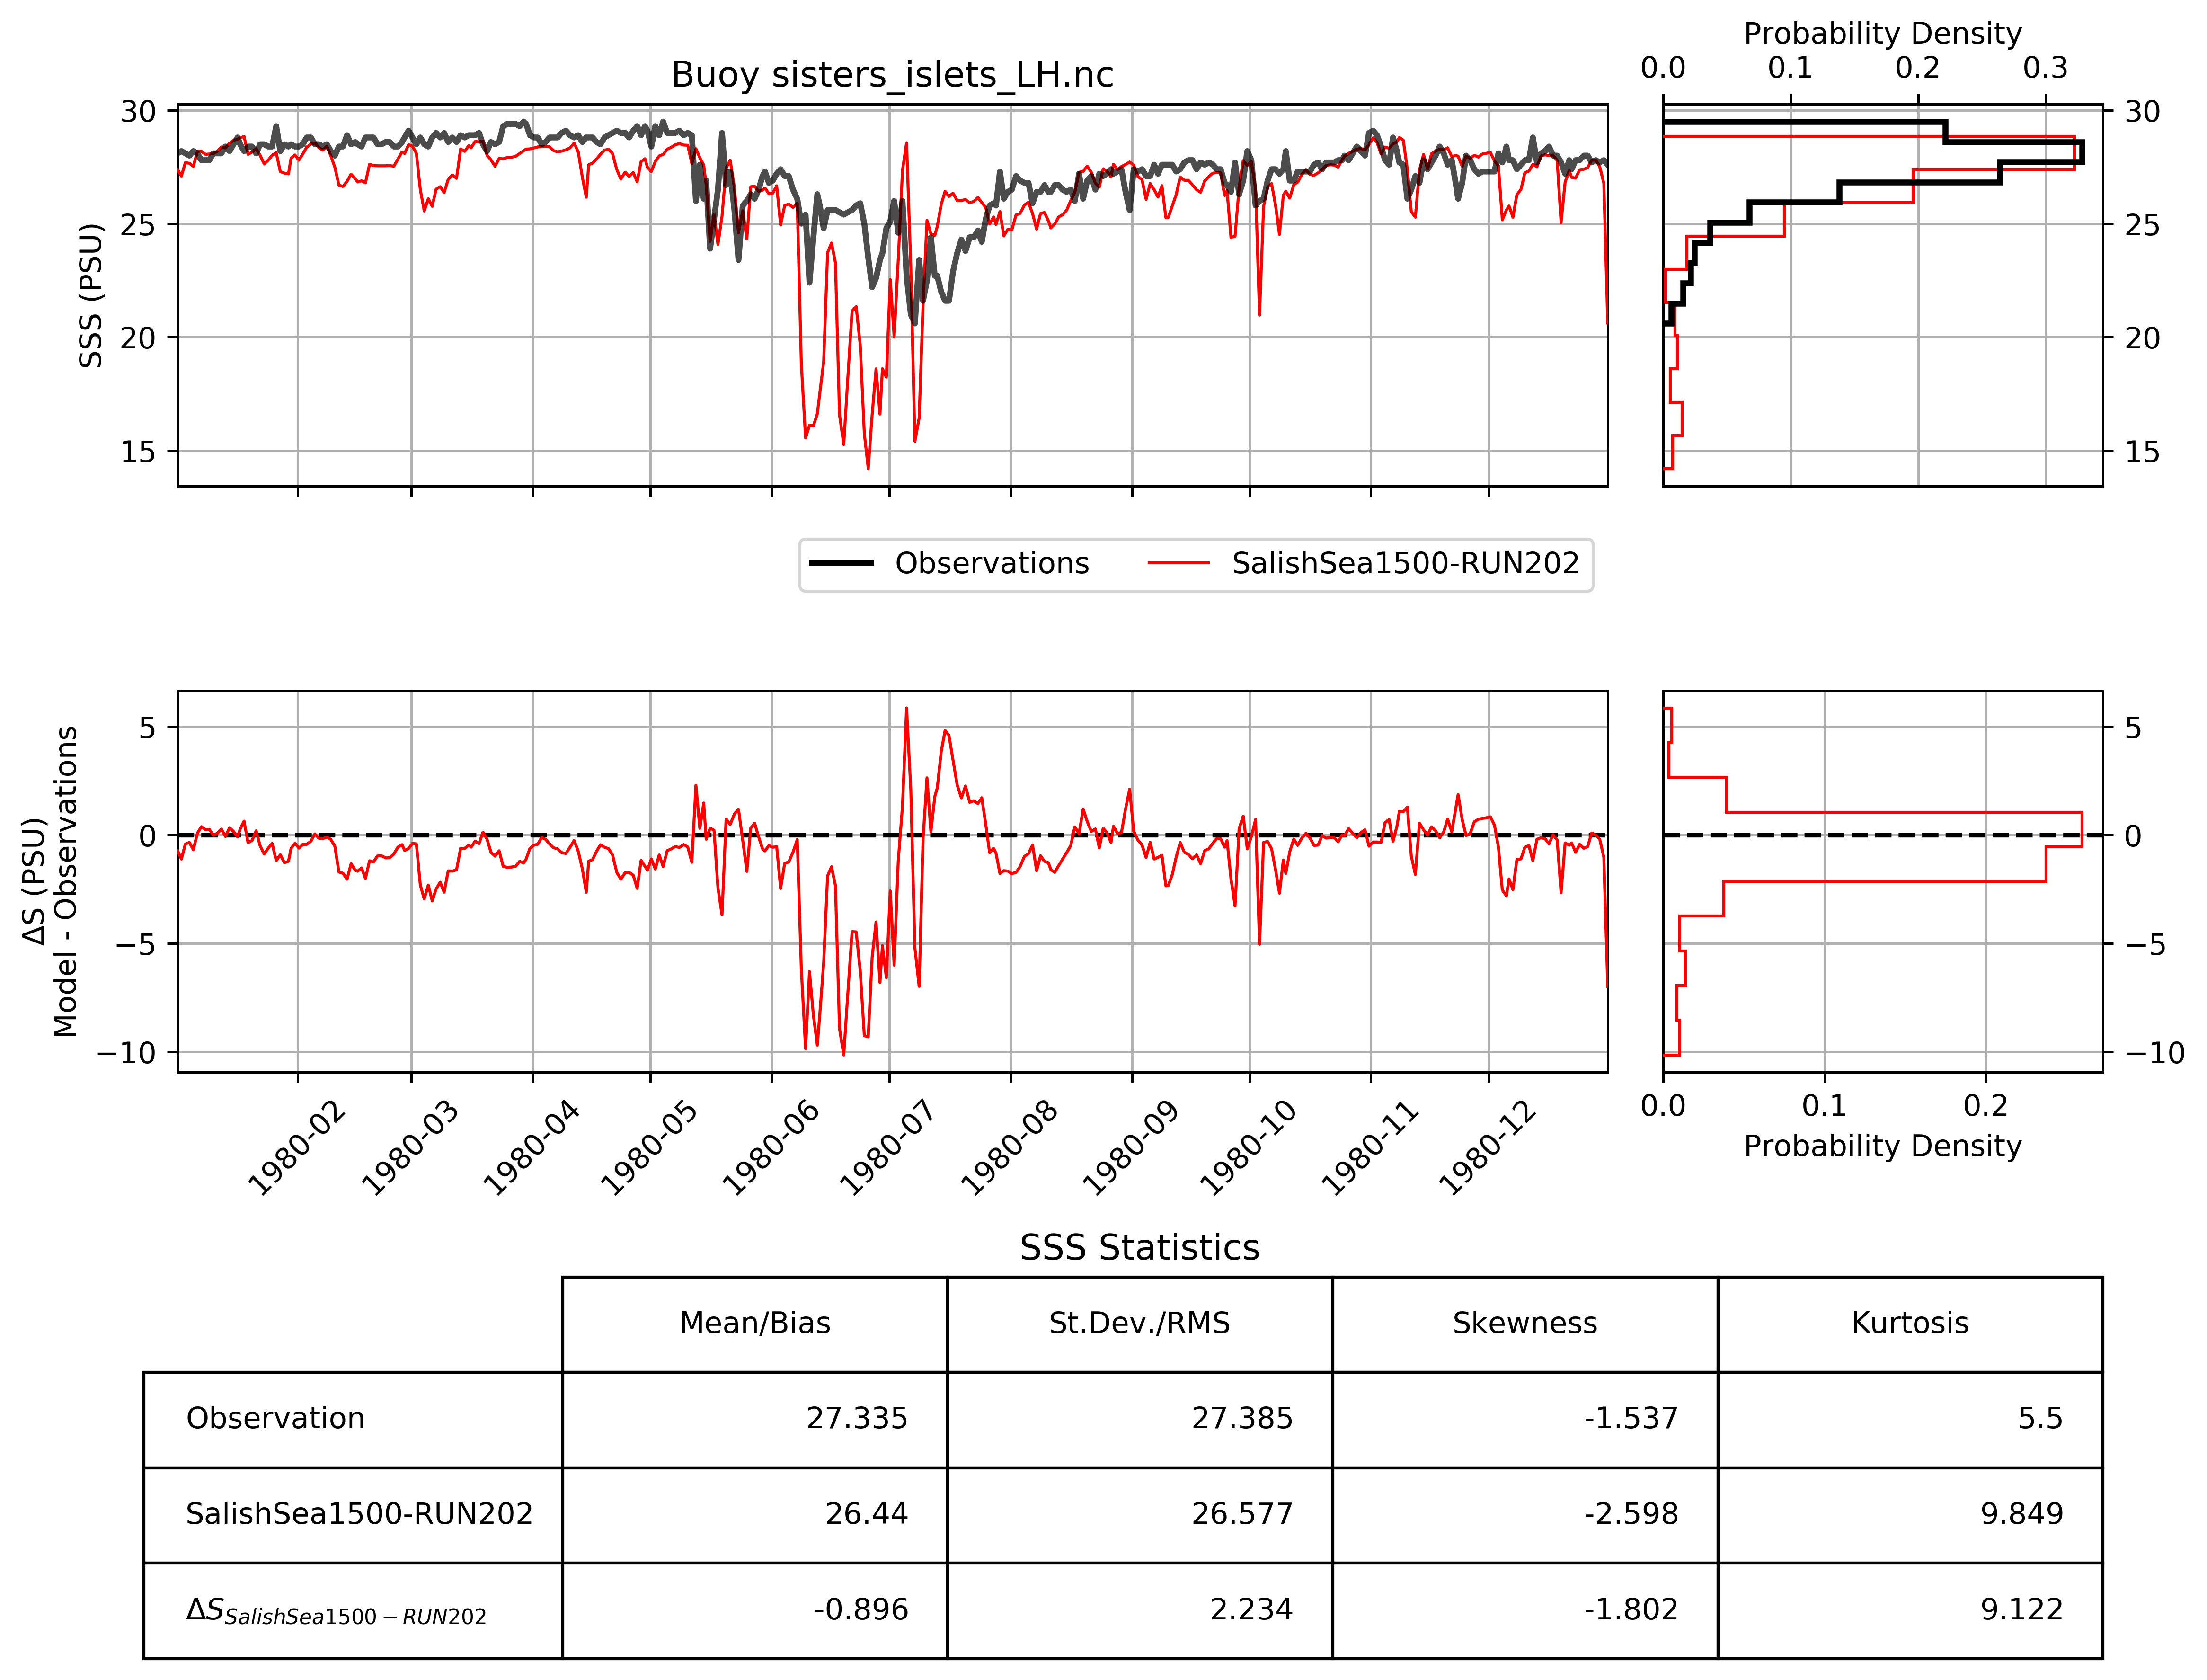 Probability Density
0.0 0.1 0.2 0.3
Buoy sisters_islets_LH.nc
30
25
20
15
SSS (PSU)
30
25
20
15
Observations SalishSea1500-RUN202
5
0
−5
−10
ΔS (PSU)
Model - Observations
5
0
−5
−10
1980-02 1980-03 1980-04 1980-05 1980-06 1980-07 1980-08 1980-09 1980-10 1980-11 1980-12
0.0 0.1 0.2
Probability Density
SSS Statistics
Mean/Bias St.Dev./RMS Skewness Kurtosis
Observation 27.335 27.385 -1.537 5.5
SalishSea1500-RUN202 26.44 26.577 -2.598 9.849
ΔS SalishSea1500−RUN202 -0.896 2.234 -1.802 9.122